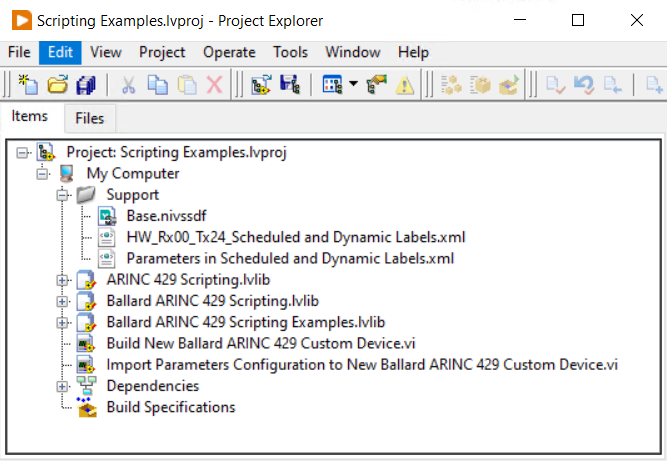 Scripting Examples.lvproj - Project Explorer
File Edit View Project Operate Tools Window Help
Items Files
Project: Scripting Examples.lvproj
My Computer
Support
Base.nivssdf
HW_Rx00_Tx24_Scheduled and Dynamic Labels.xml
Parameters in Scheduled and Dynamic Labels.xml
ARINC 429 Scripting.lvlib
Ballard ARINC 429 Scripting.lvlib
Ballard ARINC 429 Scripting Examples.lvlib
Build New Ballard ARINC 429 Custom Device.vi
Import Parameters Configuration to New Ballard ARINC 429 Custom Device.vi
Dependencies
Build Specifications